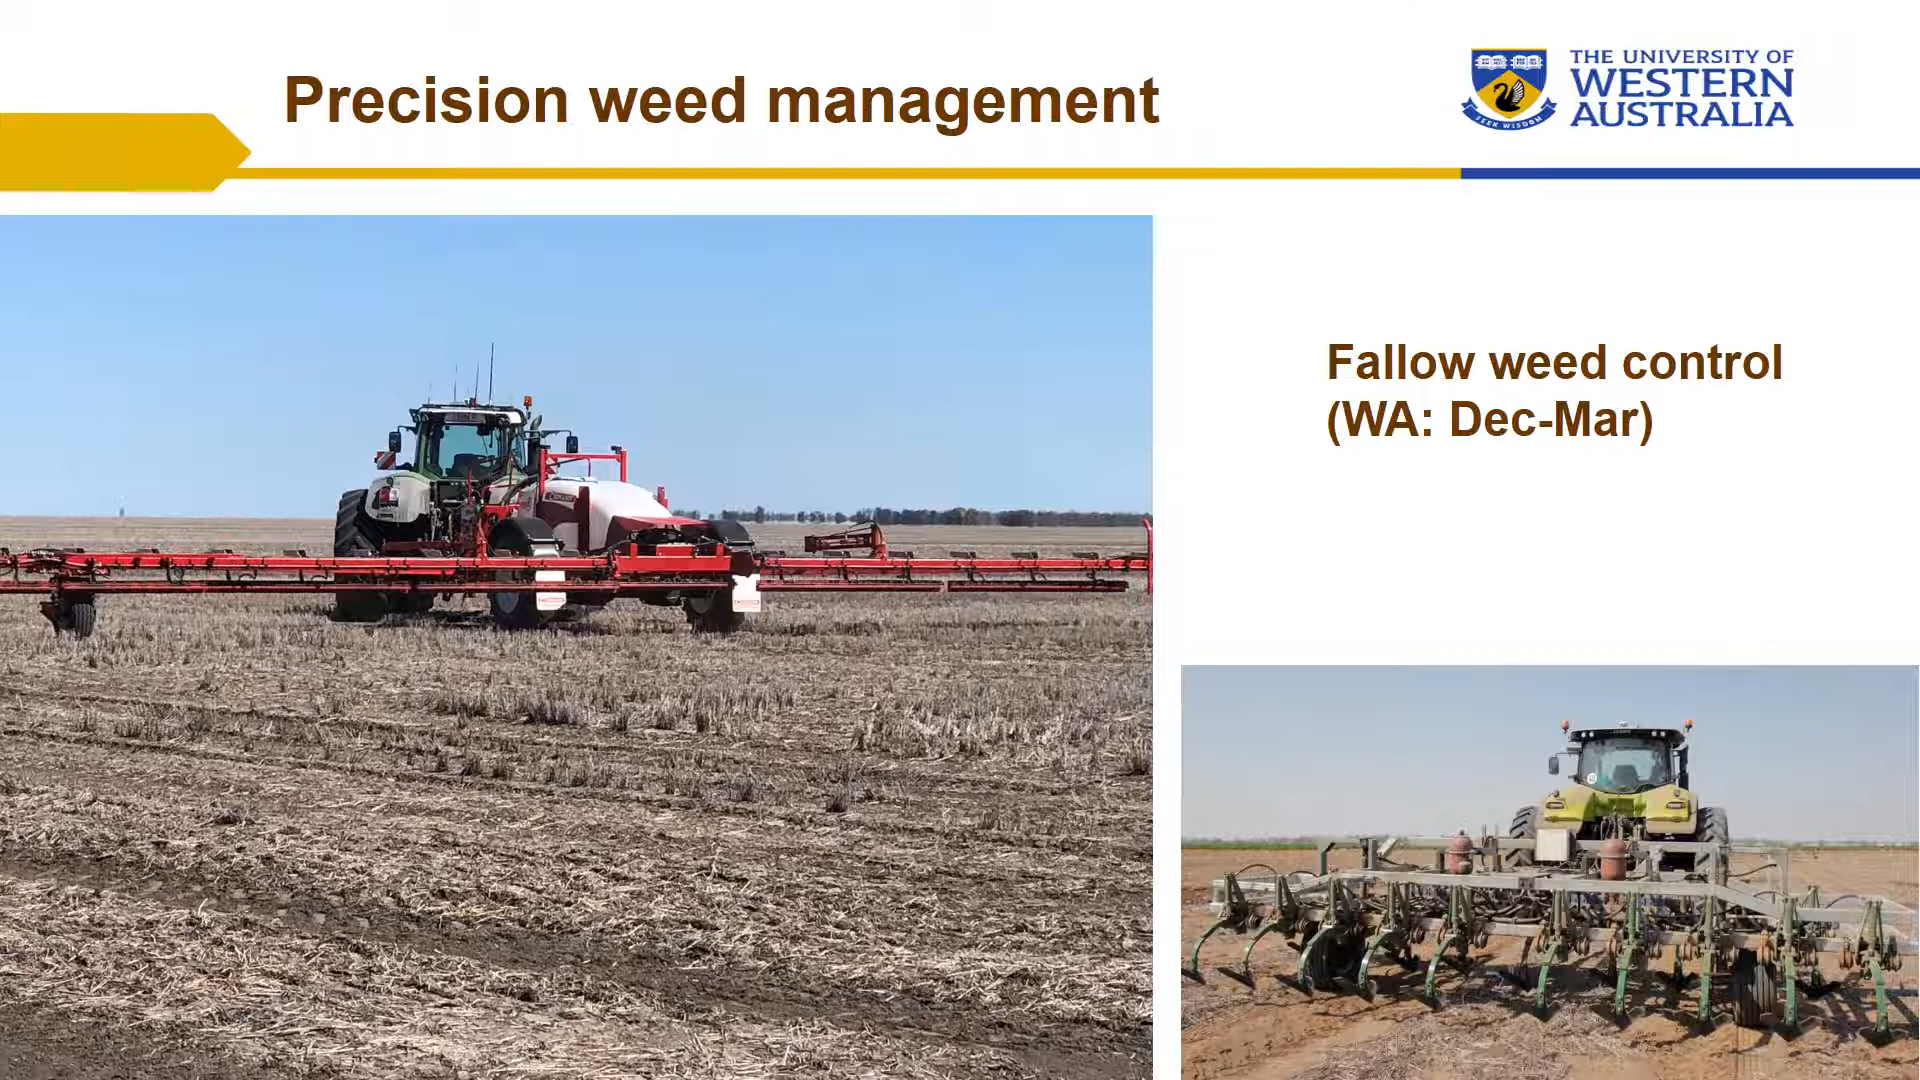 Precision weed management
SEEK WISDOM
THE UNIVERSITY OF
WESTERN
AUSTRALIA
Fallow weed control
(WA: Dec-Mar)